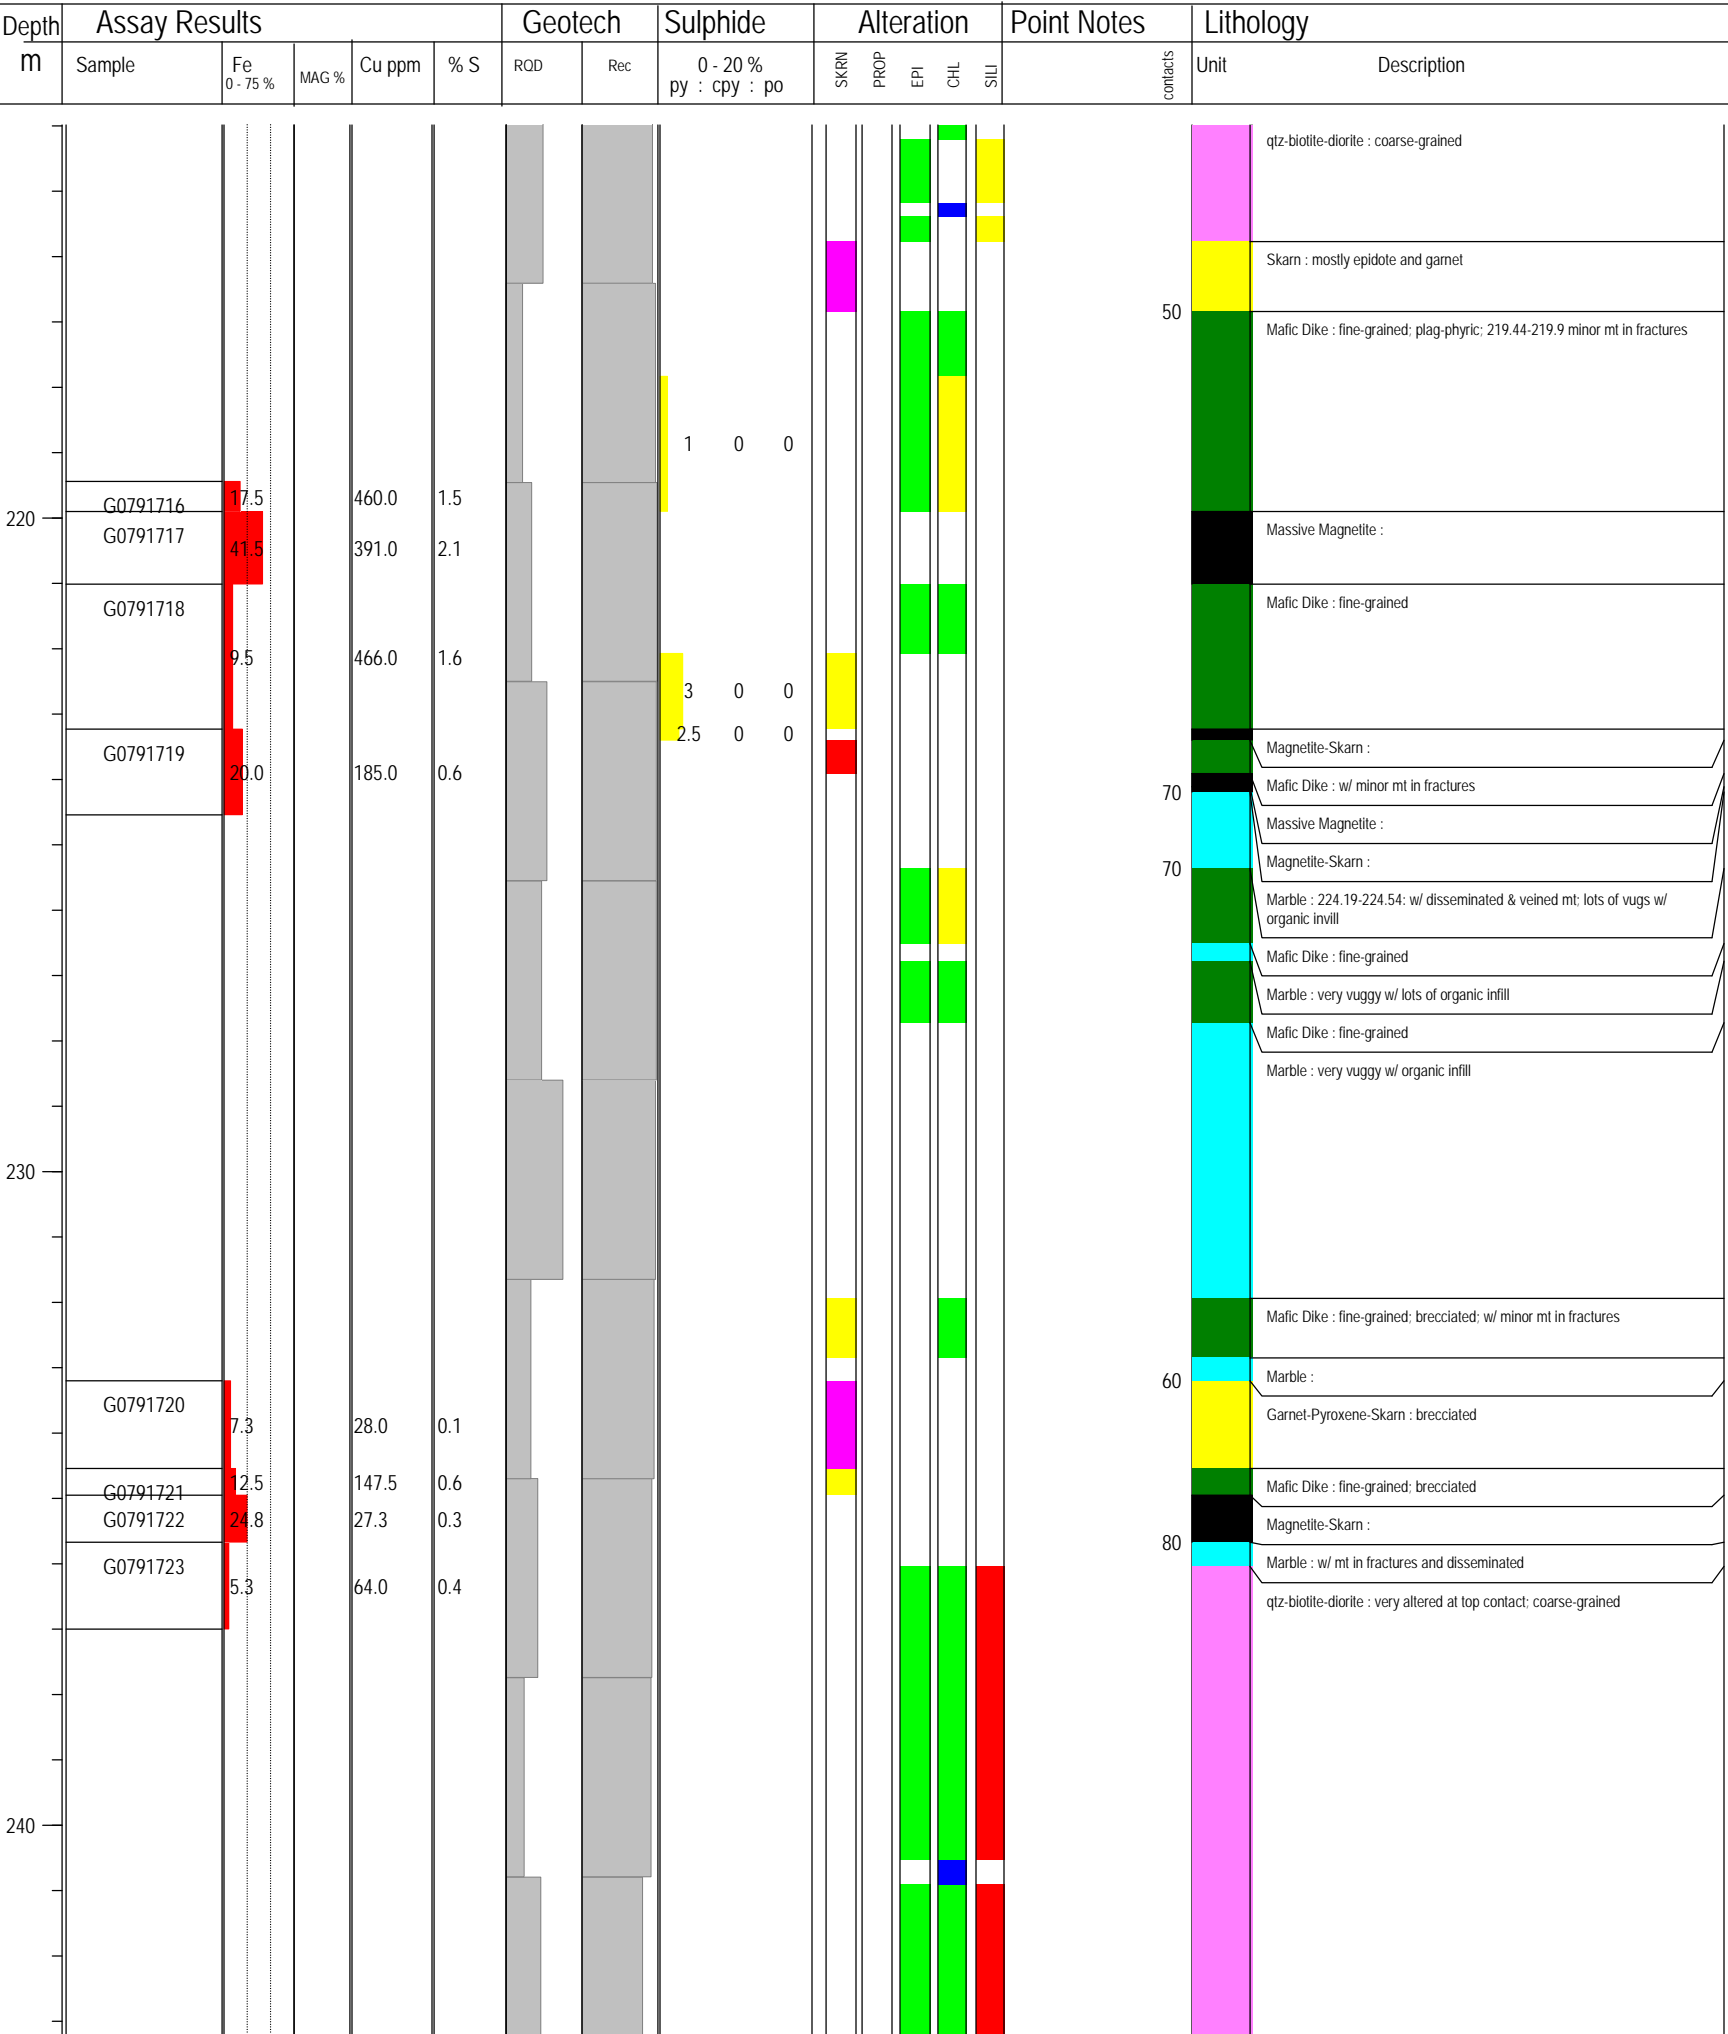 Depth Assay Results Geotech Sulphide Alteration Point Notes Lithology
m Sample Fe MAG % Cu ppm % S RQD Rec 0 - 20 % SKRN PROP EPI CHL SILI contacts Unit Description
0 - 75 % py : cpy : po
qtz-biotite-diorite : coarse-grained
Skarn : mostly epidote and garnet
50
Mafic Dike : fine-grained; plag-phyric; 219.44-219.9 minor mt in fractures
1 0 0
G0791716 17.5 460.0 1.5
220
Massive Magnetite :
G0791717 41.5 391.0 2.1
G0791718
Mafic Dike : fine-grained
9.5 466.0 1.6
3 0 0
2.5 0 0
G0791719
Magnetite-Skarn :
20.0 185.0 0.6
Mafic Dike : w/ minor mt in fractures
70
Massive Magnetite :
Magnetite-Skarn :
70
Marble : 224.19-224.54: w/ disseminated & veined mt; lots of vugs w/
organic invill
Mafic Dike : fine-grained
Marble : very vuggy w/ lots of organic infill
Mafic Dike : fine-grained
Marble : very vuggy w/ organic infill
230
Mafic Dike : fine-grained; brecciated; w/ minor mt in fractures
Marble :
60
G0791720
Garnet-Pyroxene-Skarn : brecciated
7.3 28.0 0.1
G0791721 12.5 147.5 0.6
Mafic Dike : fine-grained; brecciated
G0791722 24.8 27.3 0.3
Magnetite-Skarn :
80
G0791723
Marble : w/ mt in fractures and disseminated
5.3 64.0 0.4
qtz-biotite-diorite : very altered at top contact; coarse-grained
240